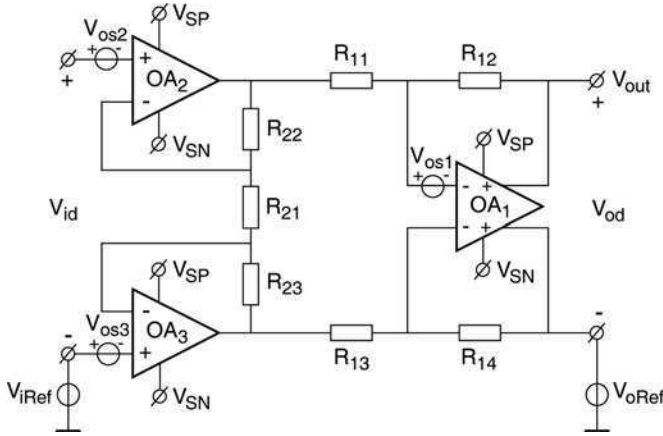 V_SP
V_os2
+ -
+
+
OA_2
-
V_SN
R_11
R_12
V_out
+
R_22
V_os1
+ -
V_SP
- +
OA_1
- +
V_SN
V_id
R_21
V_od
R_23
V_SP
-
OA_3
+
V_os3
+ -
-
V_SN
R_13
R_14
-
V_iRef
V_oRef